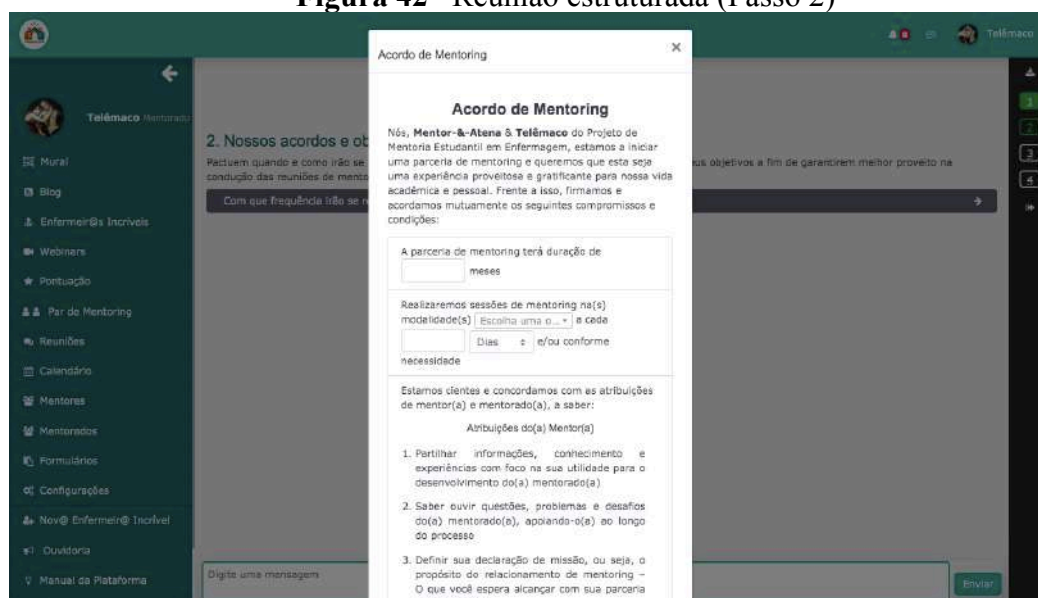 Figura 42 - Reunião estruturada (Passo 2)
Telêmaco
Telêmaco Mentorado
Mural
Blog
Enfermeir@s Incríveis
Webinars
Pontuação
Par de Mentoring
Reuniões
Calendário
Mentores
Mentorados
Formulários
Configurações
Nov@ Enfermeir@ Incrível
Ouvidoria
Manual da Plataforma
2. Nossos acordos e ob
Pactuem quando e como irão se
eus objetivos a fim de garantirem melhor proveito na
condução das reuniões de mento
Com que frequência irão se r
Digite uma mensagem
Enviar
1
2
3
4
Acordo de Mentoring
×
Acordo de Mentoring
Nós, Mentor-&-Atena & Telêmaco do Projeto de
Mentoria Estudantil em Enfermagem, estamos a iniciar
uma parceria de mentoring e queremos que esta seja
uma experiência proveitosa e gratificante para nossa vida
acadêmica e pessoal. Frente a isso, firmamos e
acordamos mutuamente os seguintes compromissos e
condições:
A parceria de mentoring terá duração de
meses
Realizaremos sessões de mentoring na(s)
modalidade(s) Escolha uma o... a cada
Dias e/ou conforme
necessidade
Estamos cientes e concordamos com as atribuições
de mentor(a) e mentorado(a), a saber:
Atribuições do(a) Mentor(a)
1. Partilhar informações, conhecimento e
experiências com foco na sua utilidade para o
desenvolvimento do(a) mentorado(a)
2. Saber ouvir questões, problemas e desafios
do(a) mentorado(a), apoiando-o(a) ao longo
do processo
3. Definir sua declaração de missão, ou seja, o
propósito do relacionamento de mentoring –
O que você espera alcançar com sua parceria